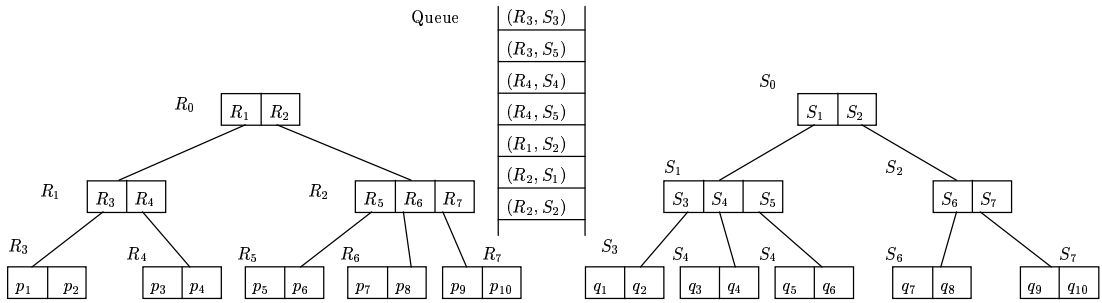 Queue
(R3, S3)
(R3, S5)
(R4, S4)
(R4, S5)
(R1, S2)
(R2, S1)
(R2, S2)
R0
R1 R2
S0
S1 S2
R1
R3 R4
R2
R5 R6 R7
S1
S3 S4 S5
S2
S6 S7
R3
p1 p2
R4
p3 p4
R5
p5 p6
R6
p7 p8
R7
p9 p10
S3
q1 q2
S4
q3 q4
S4
q5 q6
S6
q7 q8
S7
q9 q10